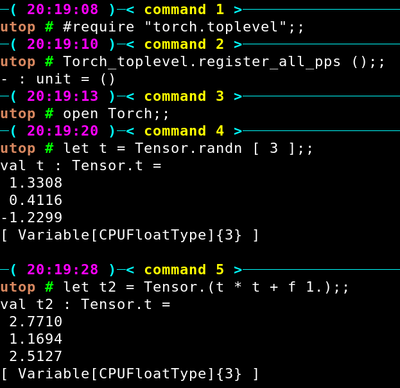 ─( 20:19:08 )─< command 1 >─
utop # #require "torch.toplevel";;
─( 20:19:10 )─< command 2 >─
utop # Torch_toplevel.register_all_pps ();;
- : unit = ()
─( 20:19:13 )─< command 3 >─
utop # open Torch;;
─( 20:19:20 )─< command 4 >─
utop # let t = Tensor.randn [ 3 ];;
val t : Tensor.t =
 1.3308
 0.4116
-1.2299
[ Variable[CPUFloatType]{3} ]
─( 20:19:28 )─< command 5 >─
utop # let t2 = Tensor.(t * t + f 1.);;
val t2 : Tensor.t =
 2.7710
 1.1694
 2.5127
[ Variable[CPUFloatType]{3} ]